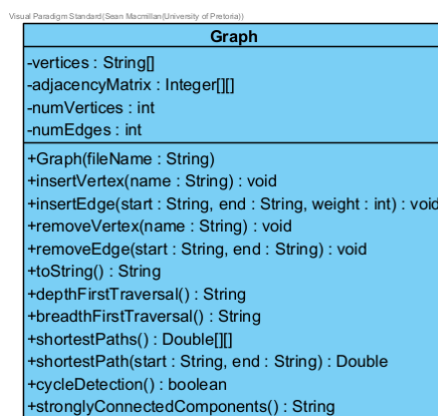 Visual Paradigm Standard(Sean Macmillan(University of Pretoria))
Graph
-vertices : String[]
-adjacencyMatrix : Integer[][]
-numVertices : int
-numEdges : int
+Graph(fileName : String)
+insertVertex(name : String) : void
+insertEdge(start : String, end : String, weight : int) : void
+removeVertex(name : String) : void
+removeEdge(start : String, end : String) : void
+toString() : String
+depthFirstTraversal() : String
+breadthFirstTraversal() : String
+shortestPaths() : Double[][]
+shortestPath(start : String, end : String) : Double
+cycleDetection() : boolean
+stronglyConnectedComponents() : String